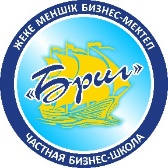 ЖЕКЕ МЕНШІК БИЗНЕС-МЕКТЕП
«Бриг»
ЧАСТНАЯ БИЗНЕС-ШКОЛА